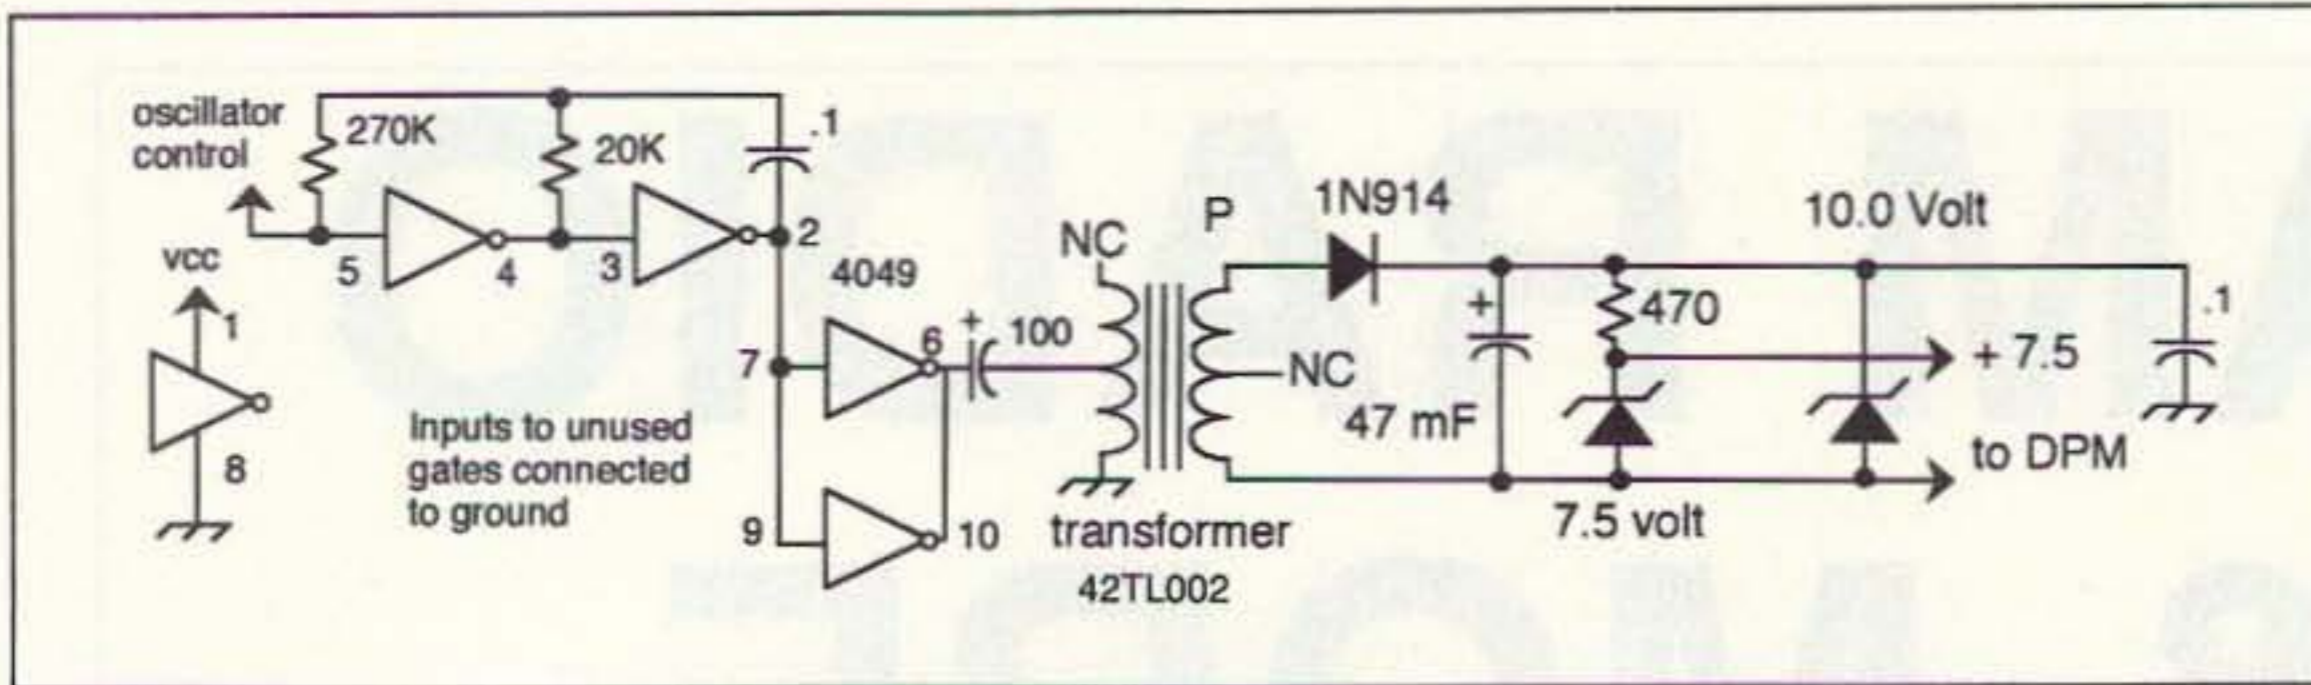 oscillator
control
270K
20K
.1
5
4
3
2
vcc
1
8
Inputs to unused
gates connected
to ground
4049
7
6
+
100
9
10
NC
P
NC
transformer
42TL002
1N914
+
47 mF
470
10.0 Volt
+ 7.5
to DPM
7.5 volt
.1